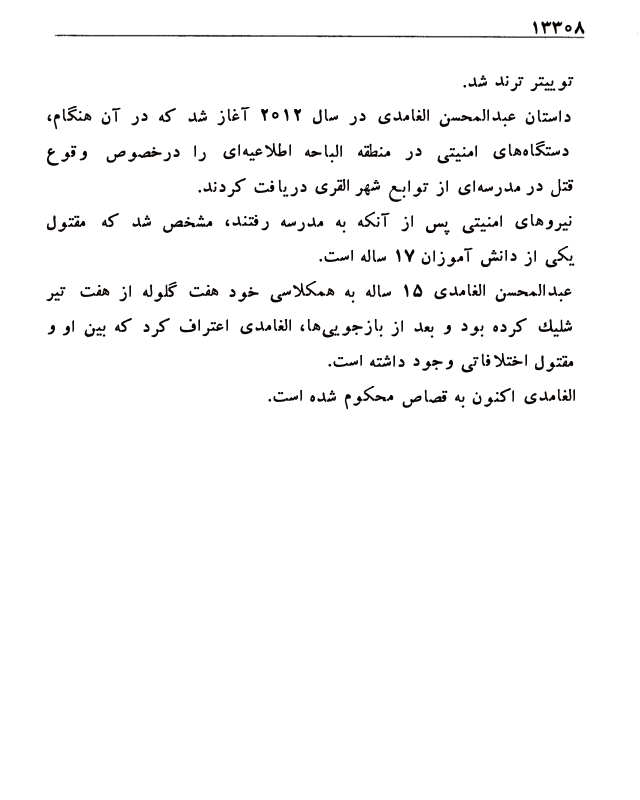 ۱۳۳۰۸
توییتر ترند شد.
داستان عبدالمحسن الغامدی در سال ۲۰۱۲ آغاز شد که در آن هنگام،
دستگاه‌های امنیتی در منطقه الباحه اطلاعیه‌ای را درخصوص وقوع
قتل در مدرسه‌ای از توابع شهر القری دریافت کردند.
نیروهای امنیتی پس از آنکه به مدرسه رفتند، مشخص شد که مقتول
یکی از دانش آموزان ۱۷ ساله است.
عبدالمحسن الغامدی ۱۵ ساله به همکلاسی خود هفت گلوله از هفت تیر
شلیك کرده بود و بعد از بازجویی‌ها، الغامدی اعتراف کرد که بین او و
مقتول اختلافاتی وجود داشته است.
الغامدی اکنون به قصاص محکوم شده است.